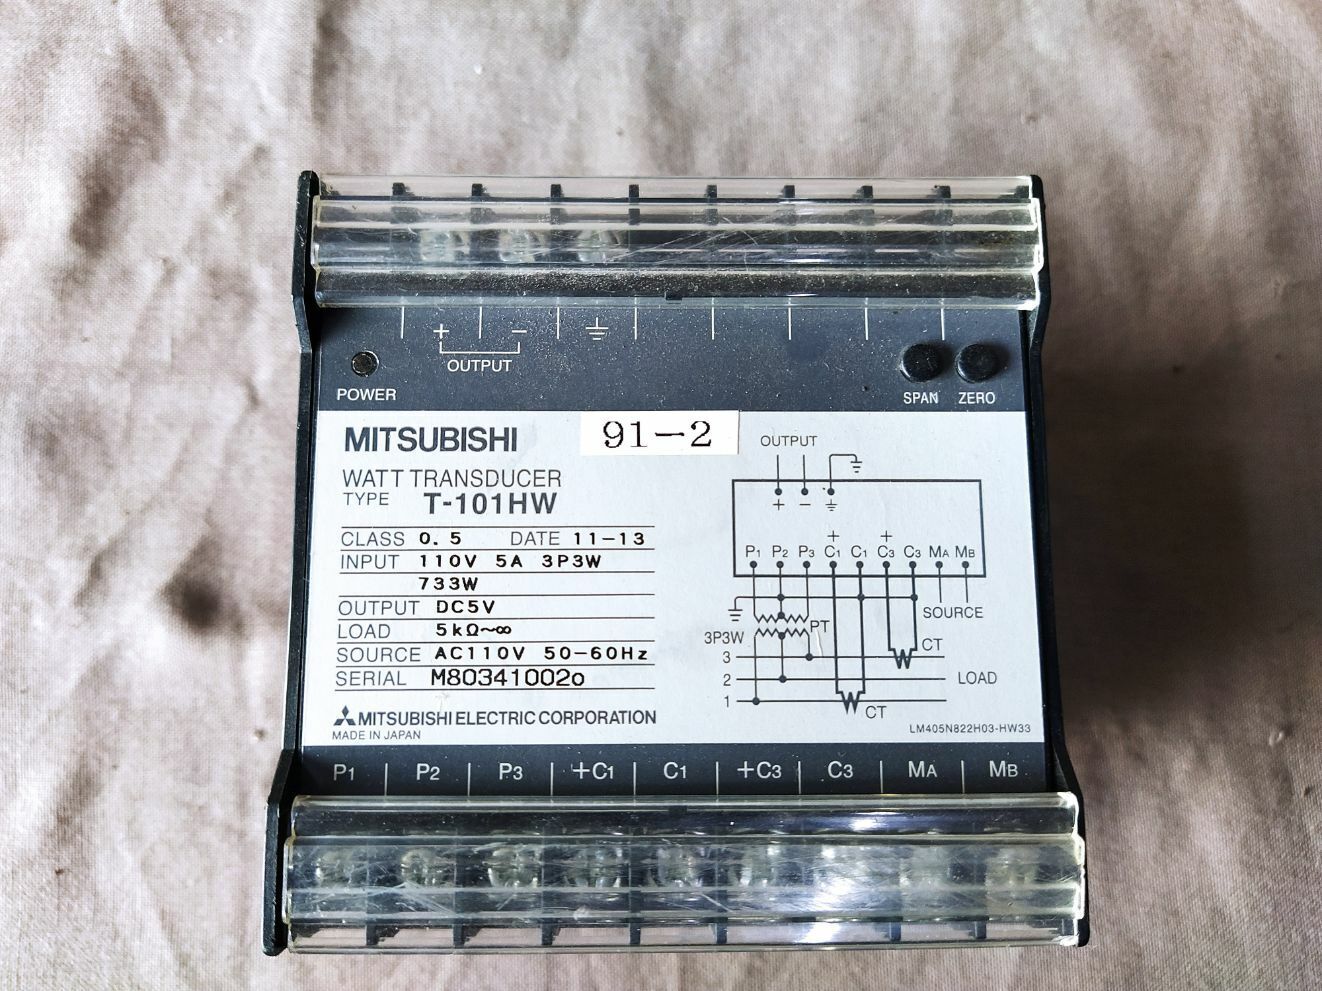 + − ⏚
OUTPUT
POWER
SPAN ZERO
MITSUBISHI
91-2
WATT TRANSDUCER
TYPE T-101HW
CLASS 0.5 DATE 11-13
INPUT 110V 5A 3P3W
733W
OUTPUT DC5V
LOAD 5kΩ~∞
SOURCE AC110V 50-60Hz
SERIAL M80341002o
MITSUBISHI ELECTRIC CORPORATION
MADE IN JAPAN
OUTPUT
+ − ⏚
+ +
P1 P2 P3 C1 C1 C3 C3 MA MB
SOURCE
PT
3P3W
CT
3
2
LOAD
1
CT
LM405N822H03-HW33
P1 P2 P3 +C1 C1 +C3 C3 MA MB